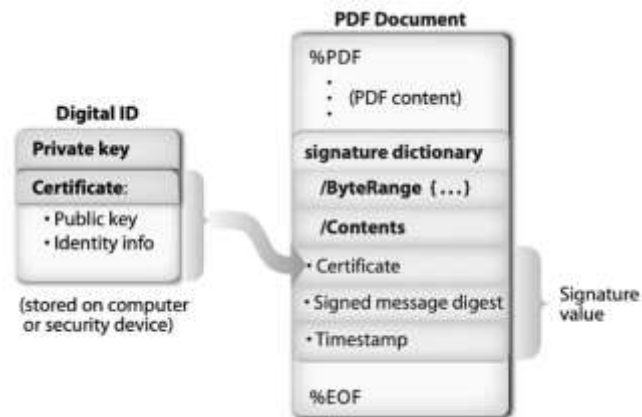 PDF Document
%PDF
•
• (PDF content)
•
Digital ID
Private key
Certificate:
• Public key
• Identity info
(stored on computer
or security device)
signature dictionary
/ByteRange {...}
/Contents
• Certificate
• Signed message digest
• Timestamp
%EOF
Signature
value